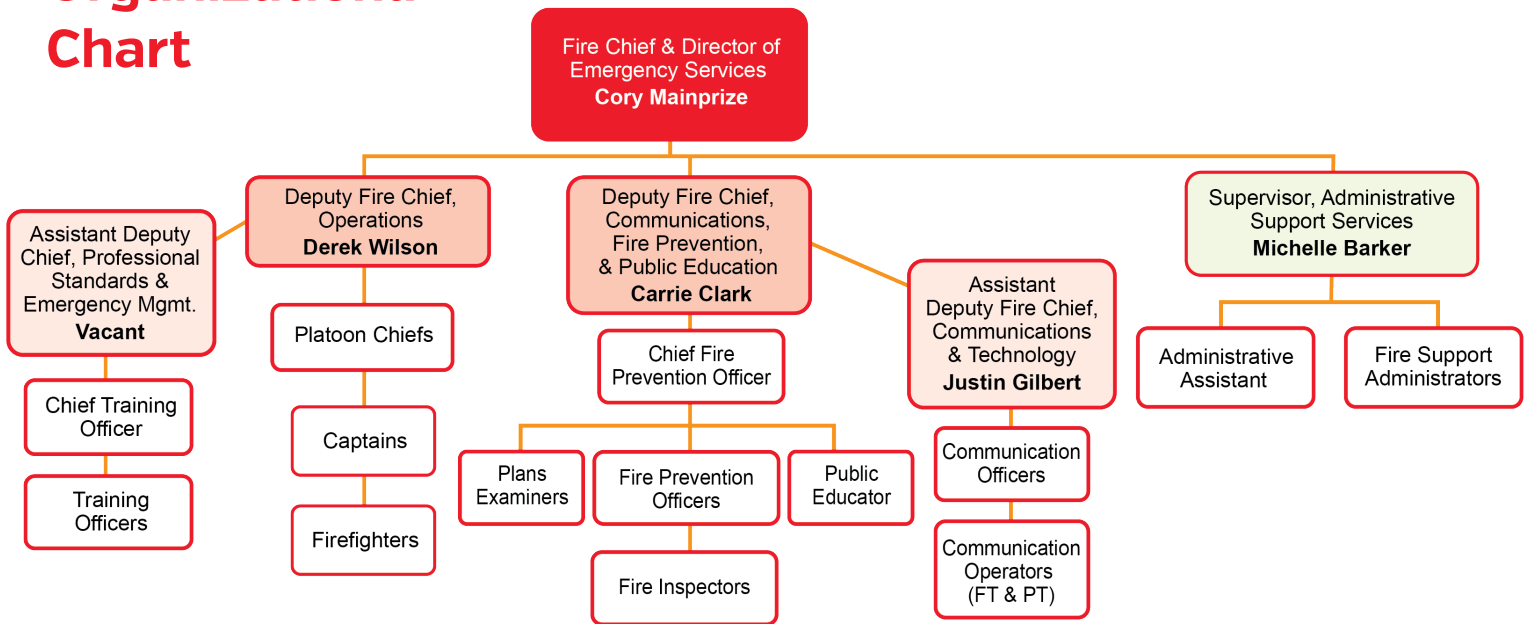 Organizational
Chart
Fire Chief & Director of
Emergency Services
Cory Mainprize
Deputy Fire Chief,
Operations
Derek Wilson
Assistant Deputy
Chief, Professional
Standards &
Emergency Mgmt.
Vacant
Chief Training
Officer
Training
Officers
Platoon Chiefs
Captains
Firefighters
Deputy Fire Chief,
Communications,
Fire Prevention,
& Public Education
Carrie Clark
Chief Fire
Prevention Officer
Plans
Examiners
Fire Prevention
Officers
Public
Educator
Fire Inspectors
Assistant
Deputy Fire Chief,
Communications
& Technology
Justin Gilbert
Communication
Officers
Communication
Operators
(FT & PT)
Supervisor, Administrative
Support Services
Michelle Barker
Administrative
Assistant
Fire Support
Administrators